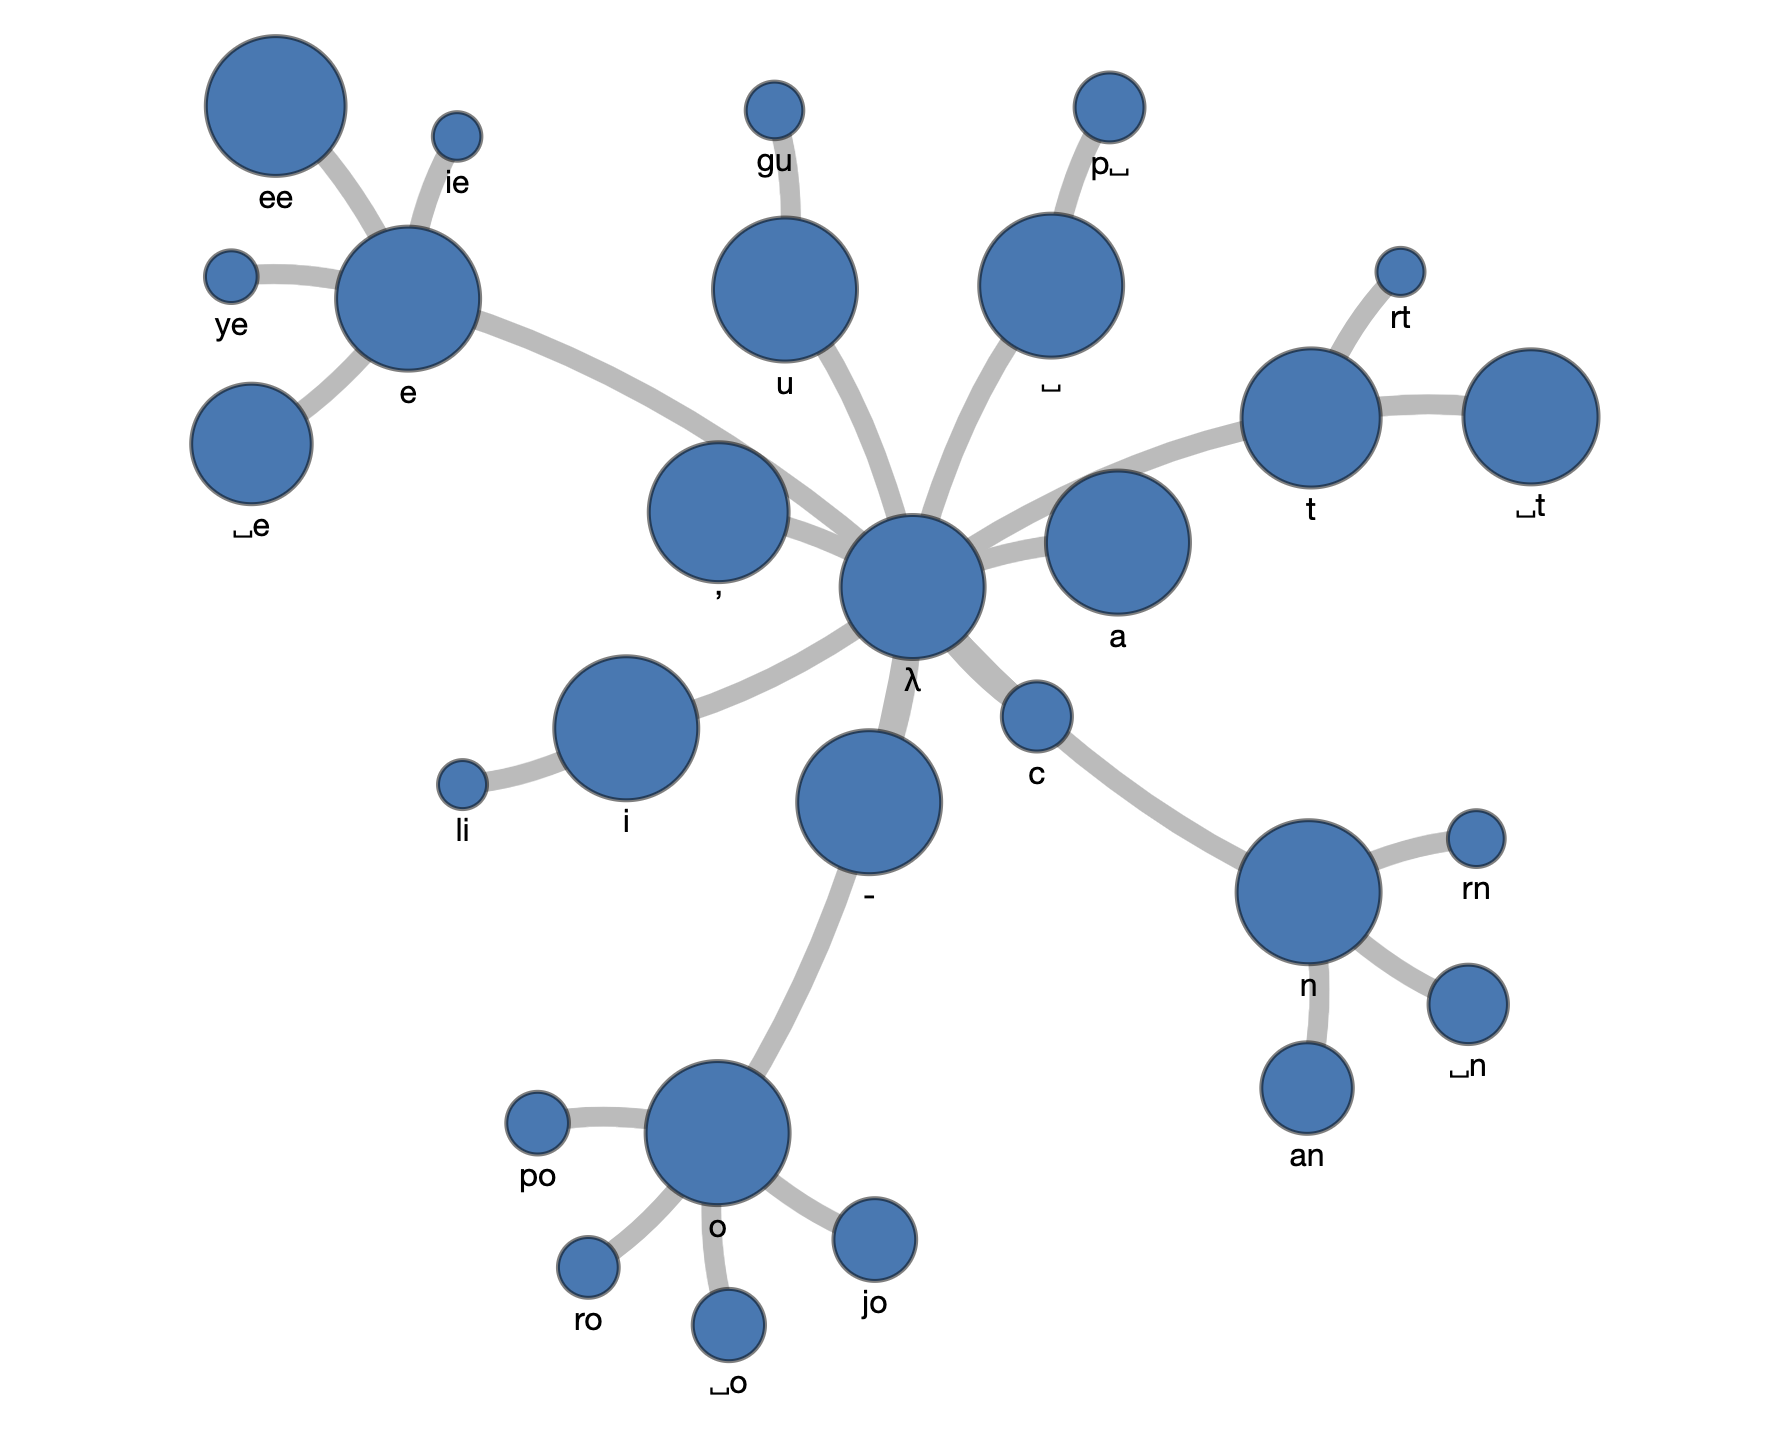 ee
ie
gu
p␣
ye
e
u
␣
rt
t
␣t
␣e
,
a
λ
li
i
-
c
rn
n
␣n
an
po
o
ro
jo
␣o